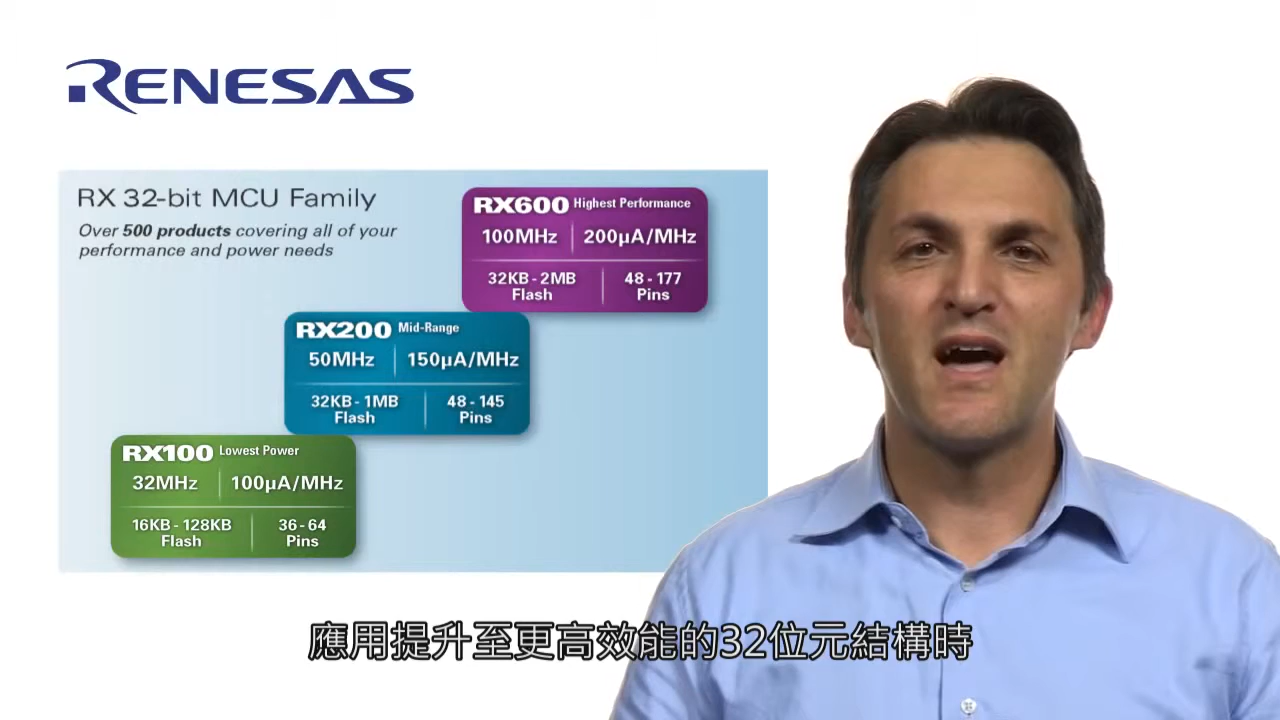 RENESAS
RX 32-bit MCU Family
Over 500 products covering all of your
performance and power needs
RX600 Highest Performance
100MHz 200µA/MHz
32KB - 2MB Flash
48 - 177 Pins
RX200 Mid-Range
50MHz 150µA/MHz
32KB - 1MB Flash
48 - 145 Pins
RX100 Lowest Power
32MHz 100µA/MHz
16KB - 128KB Flash
36 - 64 Pins
應用提升至更高效能的32位元結構時